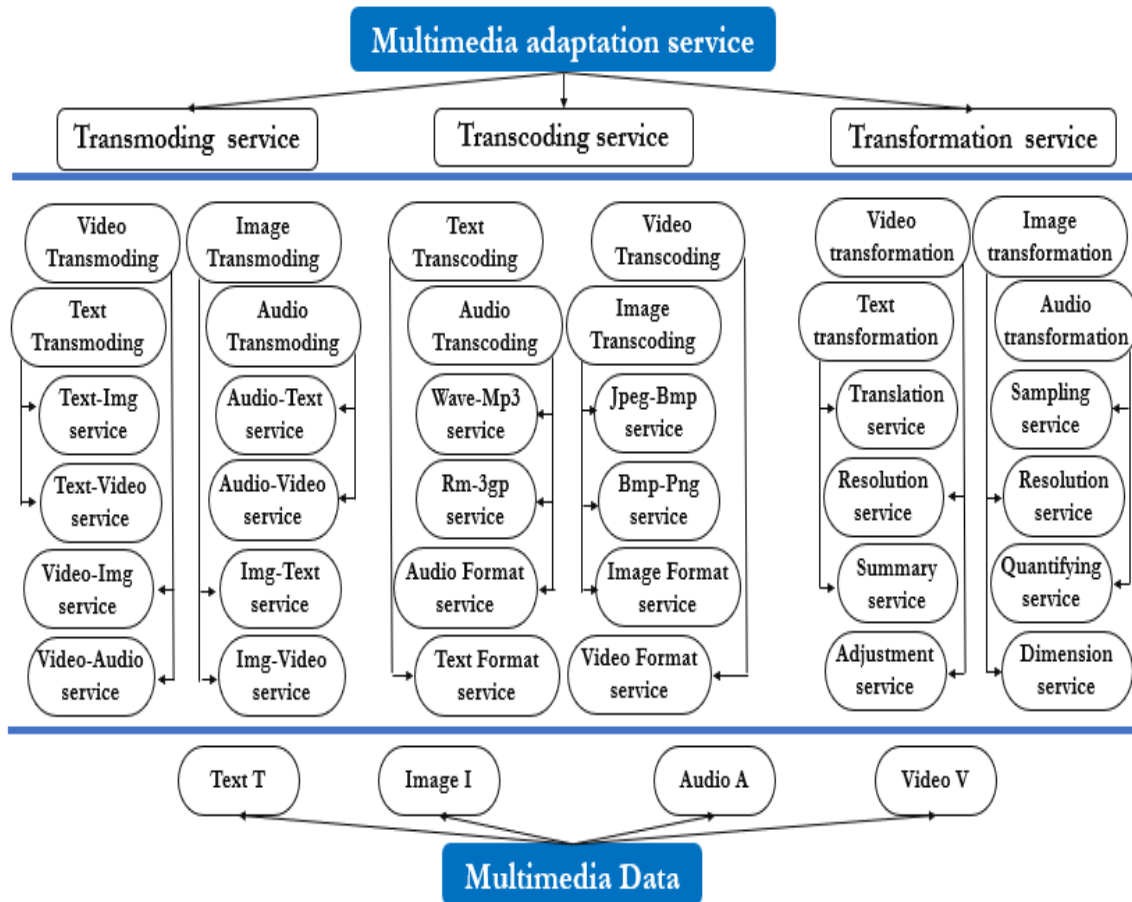 Multimedia adaptation service
Transmoding service
Transcoding service
Transformation service
Video
Transmoding
Image
Transmoding
Text
Transcoding
Video
Transcoding
Video
transformation
Image
transformation
Text
Transmoding
Audio
Transmoding
Audio
Transcoding
Image
Transcoding
Text
transformation
Audio
transformation
Text-Img
service
Audio-Text
service
Wave-Mp3
service
Jpeg-Bmp
service
Translation
service
Sampling
service
Text-Video
service
Audio-Video
service
Rm-3gp
service
Bmp-Png
service
Resolution
service
Resolution
service
Video-Img
service
Img-Text
service
Audio Format
service
Image Format
service
Summary
service
Quantifying
service
Video-Audio
service
Img-Video
service
Text Format
service
Video Format
service
Adjustment
service
Dimension
service
Text T
Image I
Audio A
Video V
Multimedia Data